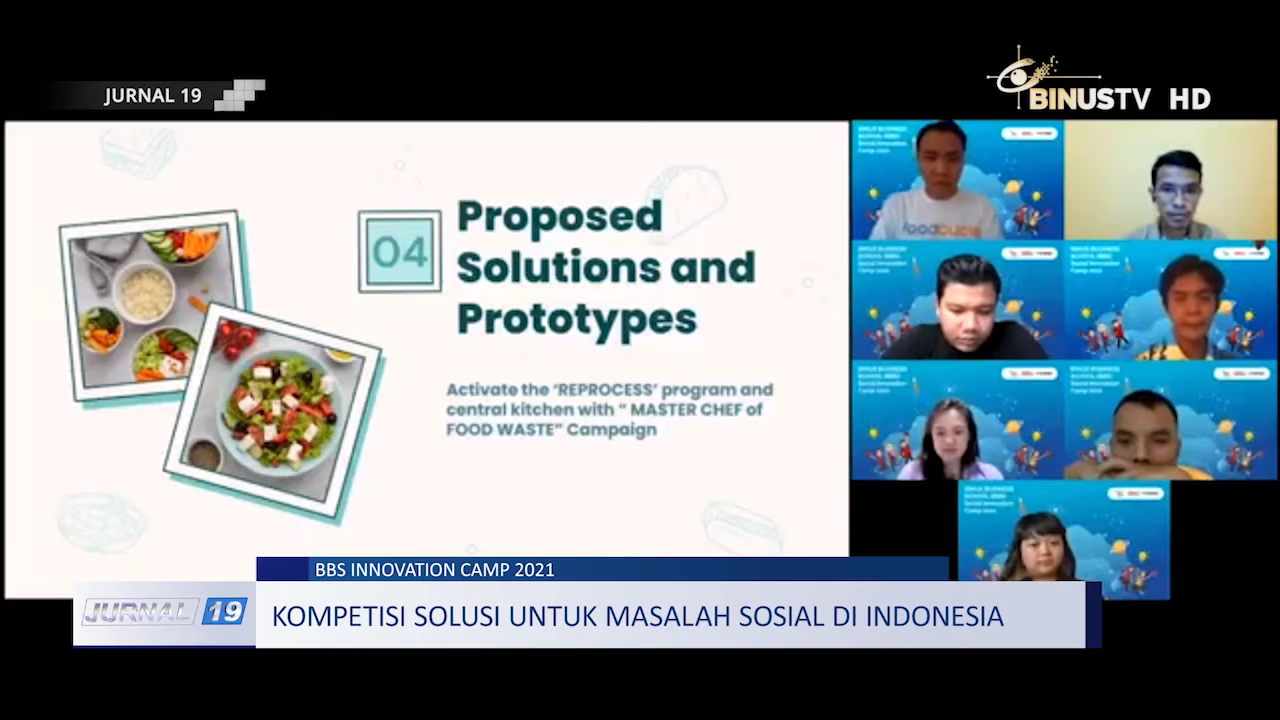 JURNAL 19
BINUSTV HD
04
Proposed
Solutions and
Prototypes
Activate the ‘REPROCESS’ program and
central kitchen with “ MASTER CHEF of
FOOD WASTE” Campaign
foodcycle
BBS INNOVATION CAMP 2021
JURNAL 19
KOMPETISI SOLUSI UNTUK MASALAH SOSIAL DI INDONESIA